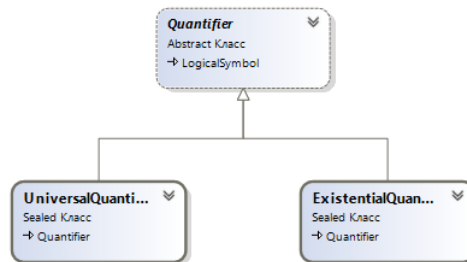 Quantifier
Abstract Класс
LogicalSymbol
UniversalQuanti...
Sealed Класс
Quantifier
ExistentialQuan...
Sealed Класс
Quantifier